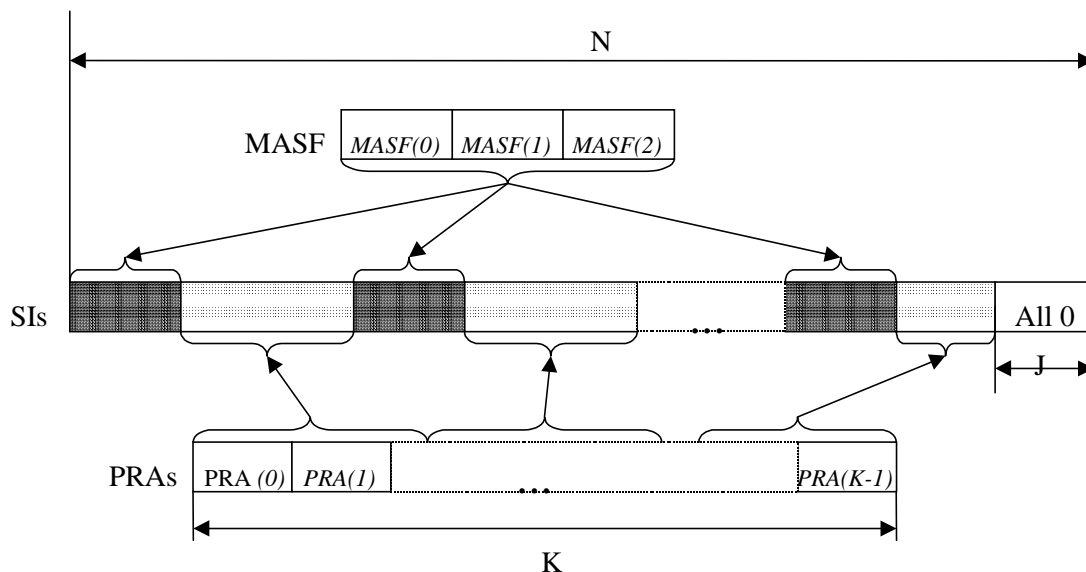 N
MASF
MASF(0) MASF(1) MASF(2)
SIs
...
All 0
J
PRAs
PRA (0) PRA(1) ... PRA(K-1)
K